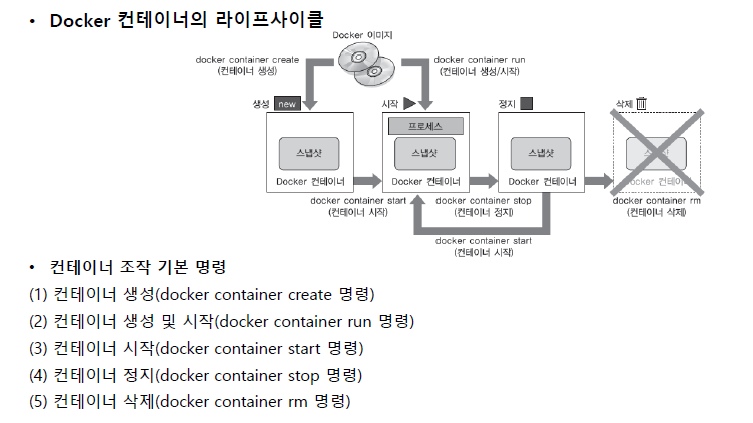 • Docker 컨테이너의 라이프사이클
Docker 이미지
docker container create
(컨테이너 생성)
docker container run
(컨테이너 생성/시작)
생성 new
시작
정지
삭제
프로세스
스냅샷
스냅샷
스냅샷
스냅샷
Docker 컨테이너
Docker 컨테이너
Docker 컨테이너
Docker 컨테이너
docker container start
(컨테이너 시작)
docker container stop
(컨테이너 정지)
docker container rm
(컨테이너 삭제)
docker container start
(컨테이너 시작)
• 컨테이너 조작 기본 명령
(1) 컨테이너 생성(docker container create 명령)
(2) 컨테이너 생성 및 시작(docker container run 명령)
(3) 컨테이너 시작(docker container start 명령)
(4) 컨테이너 정지(docker container stop 명령)
(5) 컨테이너 삭제(docker container rm 명령)